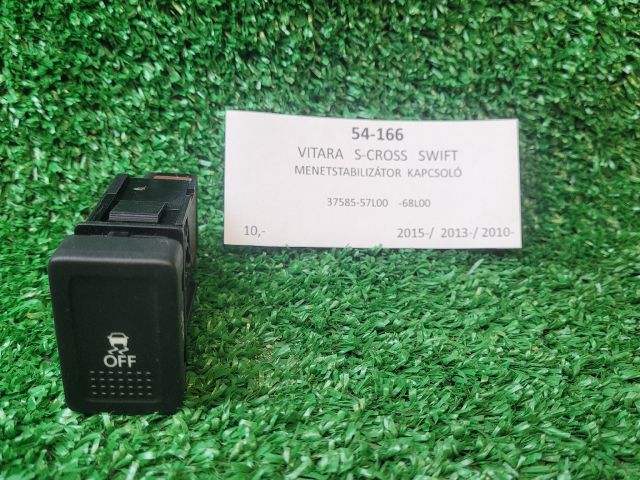 54-166
VITARA S-CROSS SWIFT
MENETSTABILIZÁTOR KAPCSOLÓ
37585-57L00 -68L00
10,- 2015-/ 2013-/ 2010-
OFF